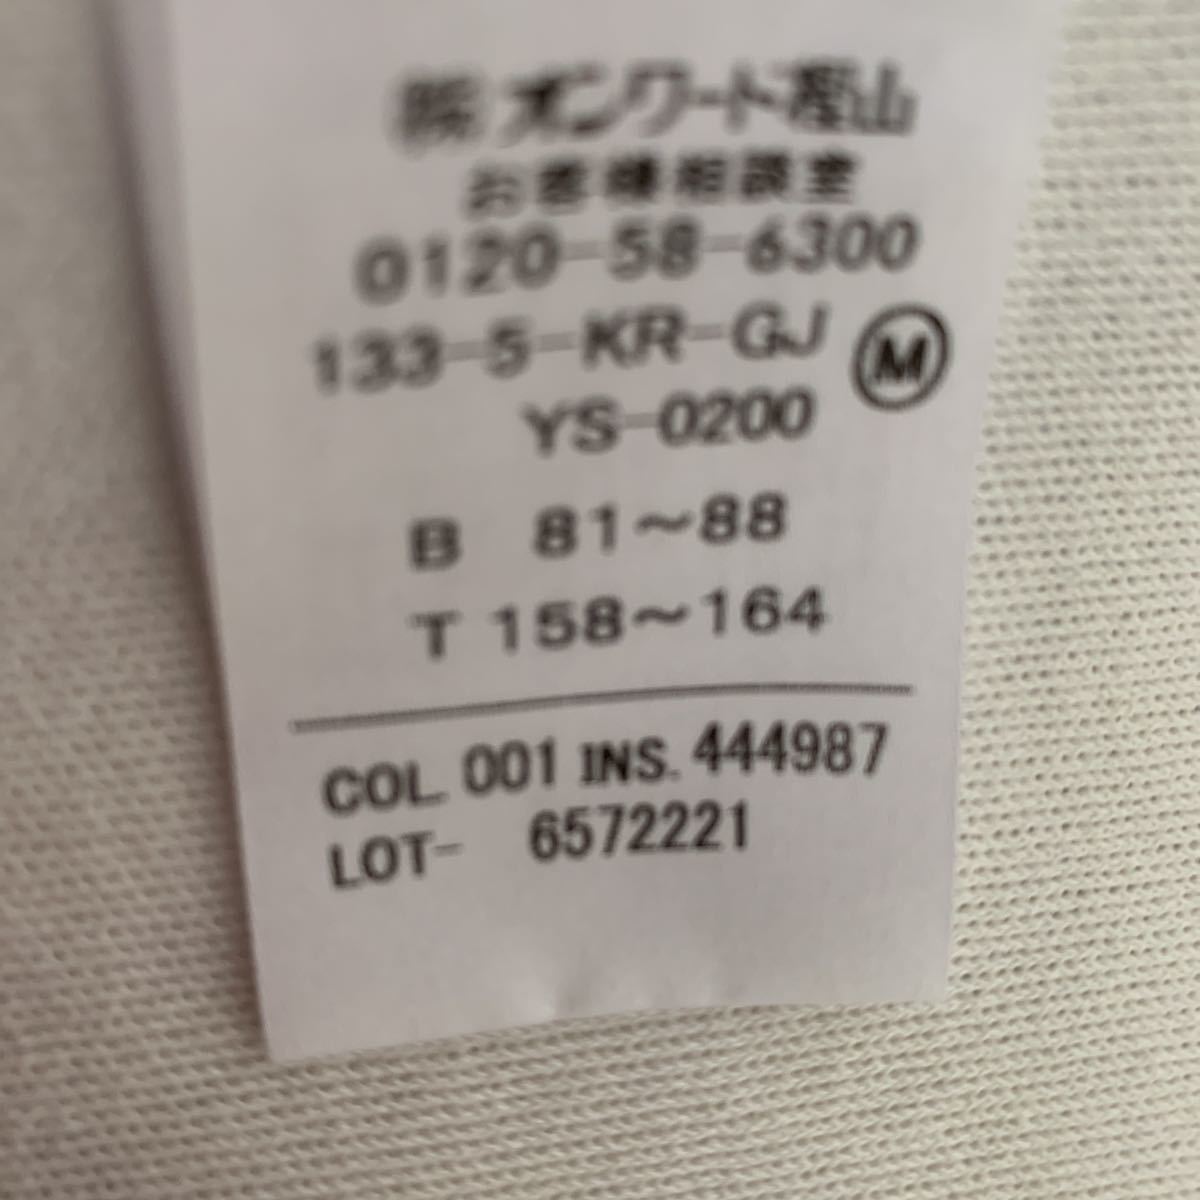 ㈱オンワード樫山
お客様相談室
0120-58-6300
133-5-KR-GJ Ⓜ
YS-0200
B 81～88
T 158～164
COL. 001 INS. 444987
LOT- 6572221